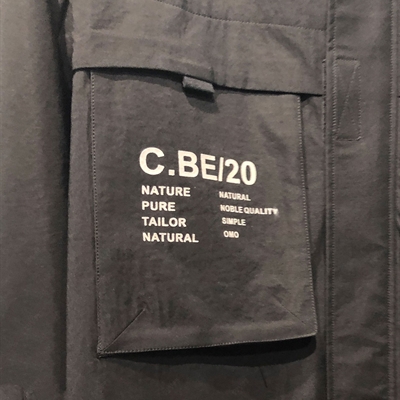 C.BE/20
NATURE NATURAL
PURE NOBLE QUALITY
TAILOR SIMPLE
NATURAL OMO